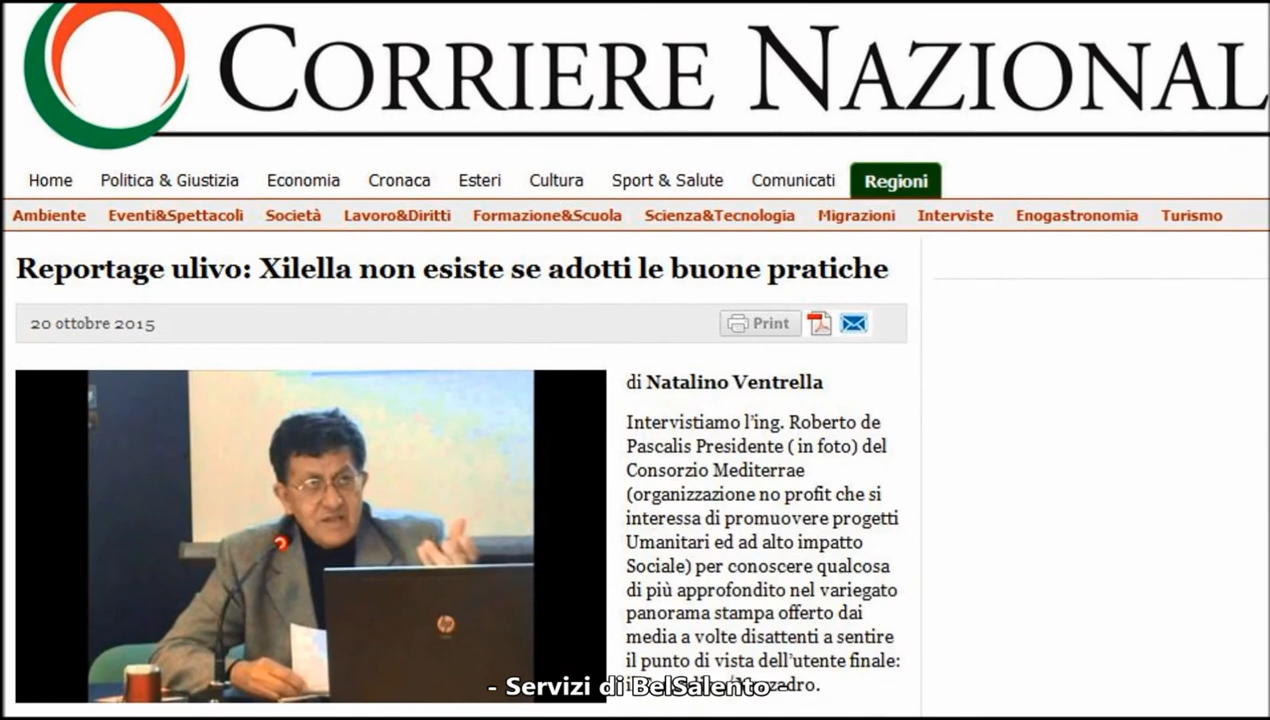 CORRIERE NAZIONAL
Home Politica & Giustizia Economia Cronaca Esteri Cultura Sport & Salute Comunicati Regioni
Ambiente Eventi&Spettacoli Società Lavoro&Diritti Formazione&Scuola Scienza&Tecnologia Migrazioni Interviste Enogastronomia Turismo
Reportage ulivo: Xilella non esiste se adotti le buone pratiche
20 ottobre 2015 Print
di Natalino Ventrella
Intervistiamo l'ing. Roberto de
Pascalis Presidente ( in foto) del
Consorzio Mediterrae
(organizzazione no profit che si
interessa di promuovere progetti
Umanitari ed ad alto impatto
Sociale) per conoscere qualcosa
di più approfondito nel variegato
panorama stampa offerto dai
media a volte disattenti a sentire
il punto di vista dell'utente finale:
- Servizi di BelSalento -
hp